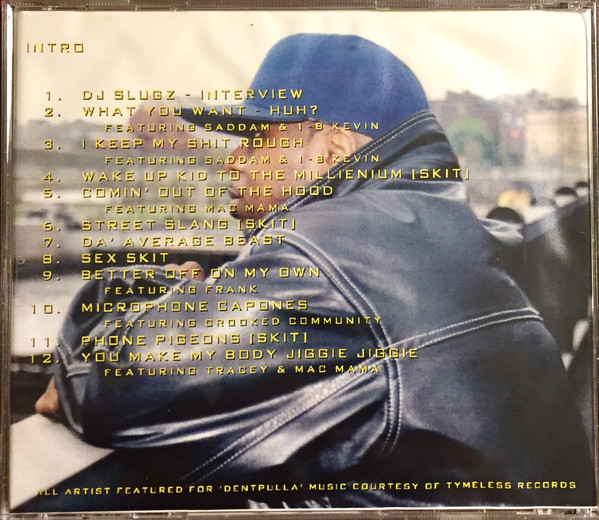 INTRO
1. DJ SLUGZ - INTERVIEW
2. WHAT YOU WANT - HUH?
FEATURING SADDAM & 1-8 KEVIN
3. I KEEP MY SHIT ROUGH
FEATURING SADDAM & 1-8 KEVIN
4. WAKE UP KID TO THE MILLIENIUM [SKIT]
5. COMIN' OUT OF THE HOOD
FEATURING MAC MAMA
6. STREET SLANG [SKIT]
7. DA' AVERAGE BEAST
8. SEX SKIT
9. BETTER OFF ON MY OWN
FEATURING FRANK
10. MICROPHONE CAPONES
FEATURING CROOKED COMMUNITY
11. PHONE PIGEONS [SKIT]
12. YOU MAKE MY BODY JIGGIE JIGGIE
FEATURING TRACEY & MAC MAMA
ALL ARTIST FEATURED FOR 'DENTPULLA' MUSIC COURTESY OF TYMELESS RECORDS